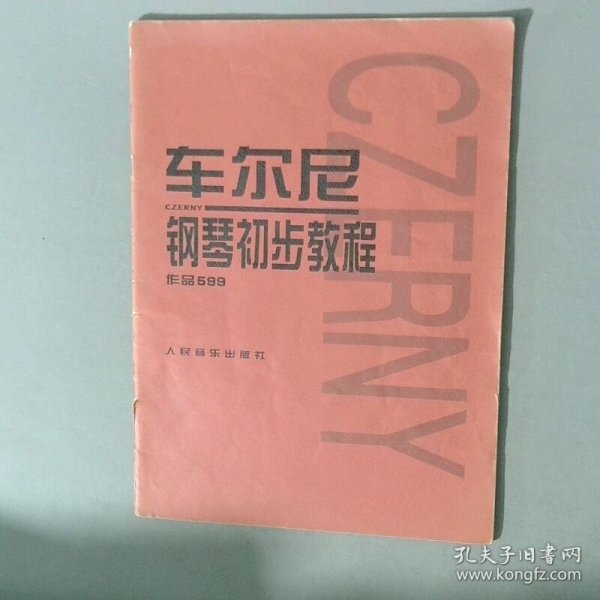 CZERNY
车尔尼
CZERNY
钢琴初步教程
作品599
人民音乐出版社
孔夫子旧书网
www.kongfz.com